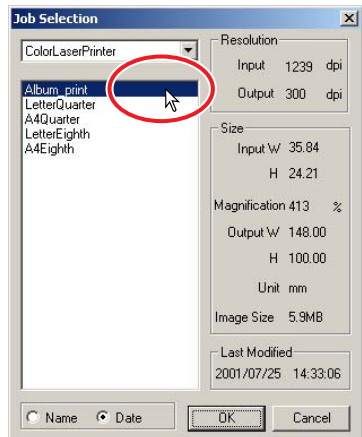 Job Selection
ColorLaserPrinter
Album_print
LetterQuarter
A4Quarter
LetterEighth
A4Eighth
Name Date
Resolution
Input 1239 dpi
Output 300 dpi
Size
Input W 35.84
H 24.21
Magnification 413 %
Output W 148.00
H 100.00
Unit mm
Image Size 5.9MB
Last Modified
2001/07/25 14:33:06
OK Cancel